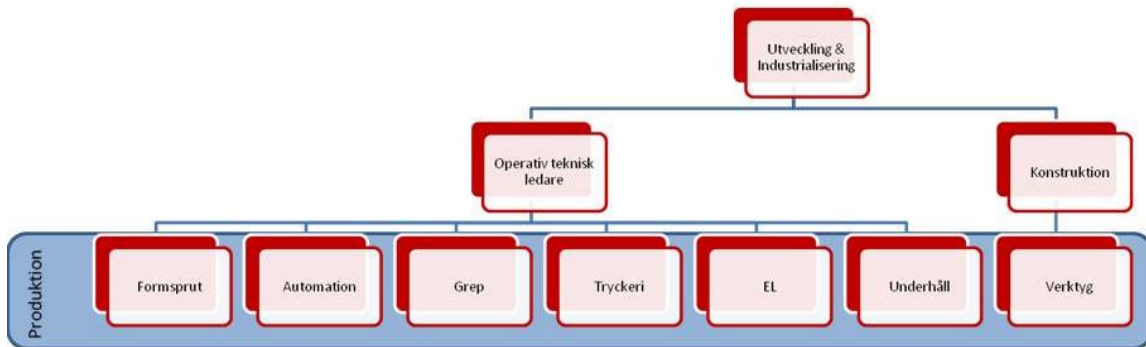 Utveckling &
Industrialisering
Operativ teknisk
ledare
Konstruktion
Produktion
Formsprut
Automation
Grep
Tryckeri
EL
Underhåll
Verktyg